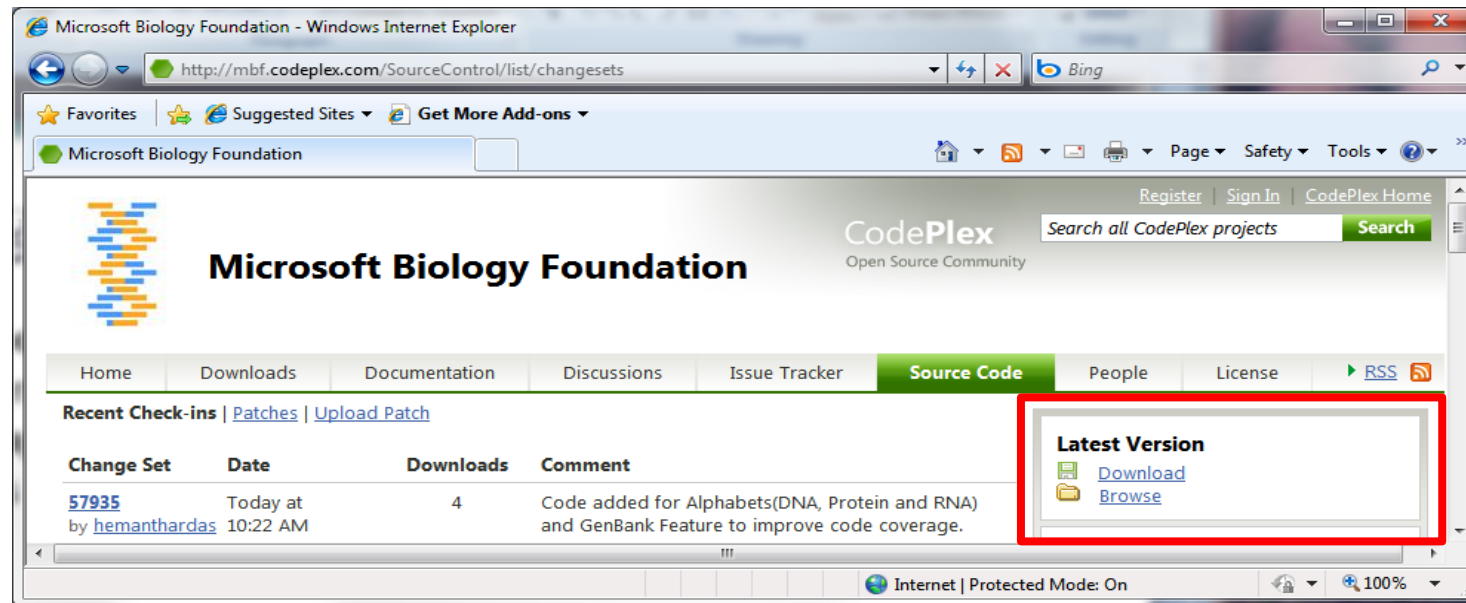 Microsoft Biology Foundation - Windows Internet Explorer
http://mbf.codeplex.com/SourceControl/list/changesets
Bing
Favorites
Suggested Sites
Get More Add-ons
Microsoft Biology Foundation
Page Safety Tools
Register | Sign In | CodePlex Home
CodePlex
Open Source Community
Search all CodePlex projects
Search
Microsoft Biology Foundation
Home Downloads Documentation Discussions Issue Tracker Source Code People License RSS
Recent Check-ins | Patches | Upload Patch
Latest Version
Download
Browse
Change Set Date Downloads Comment
57935 Today at 4 Code added for Alphabets(DNA, Protein and RNA)
by hemanthardas 10:22 AM and GenBank Feature to improve code coverage.
Internet | Protected Mode: On
100%